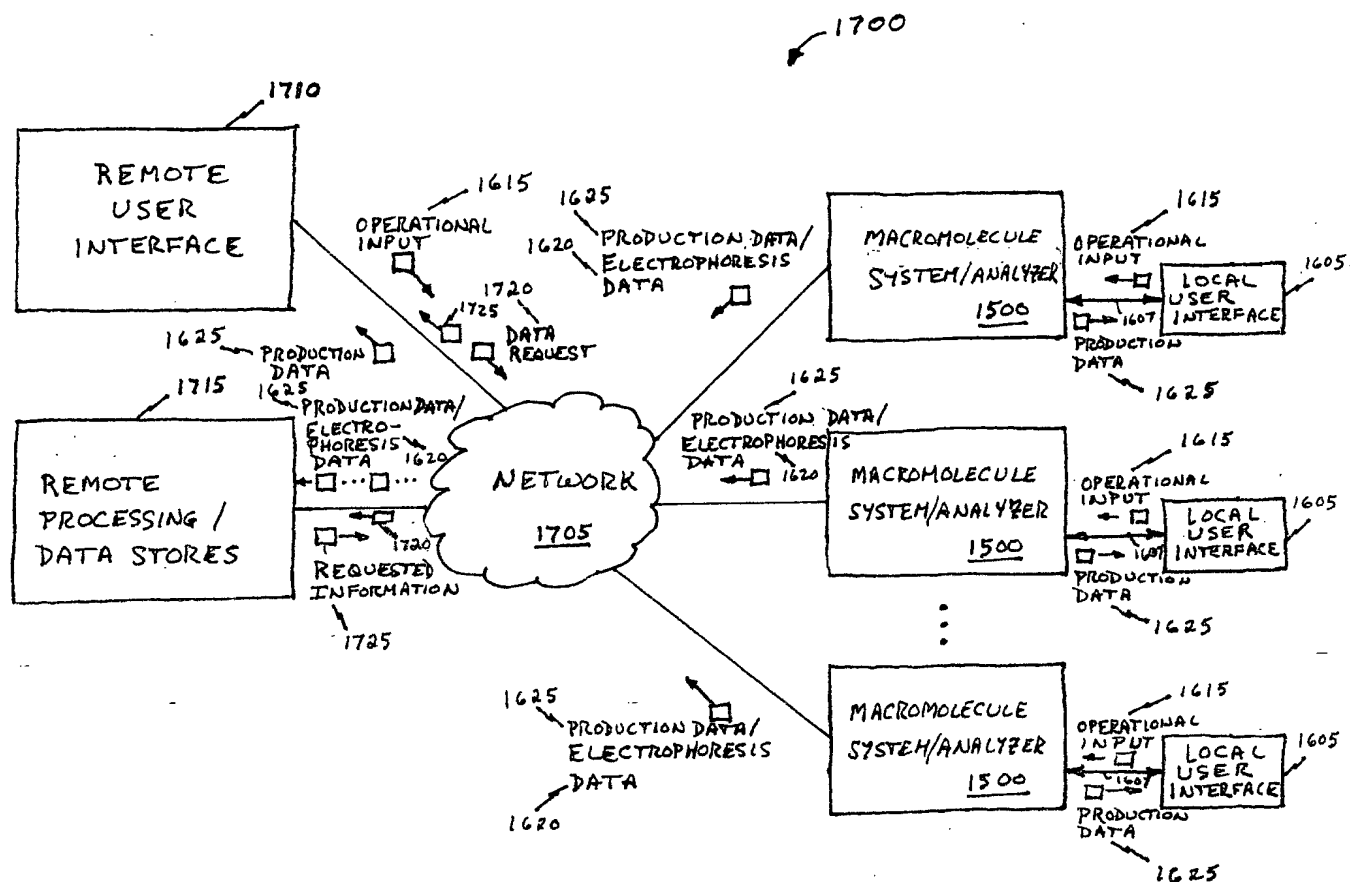 1700
1710
REMOTE
USER
INTERFACE
1615
OPERATIONAL
INPUT
1720
1725
DATA
REQUEST
1625
PRODUCTION
DATA
1715
REMOTE
PROCESSING /
DATA STORES
1625
PRODUCTION DATA/
ELECTRO-
PHORESIS
DATA
1620
1720
REQUESTED
INFORMATION
1725
NETWORK
1705
1625
PRODUCTION DATA/
1620
ELECTROPHORESIS
DATA
MACROMOLECULE
SYSTEM/ANALYZER
1500
1615
OPERATIONAL
INPUT
1607
PRODUCTION
DATA
1625
LOCAL
USER
INTERFACE
1605
1625
PRODUCTION DATA/
ELECTROPHORESIS
DATA
1620
MACROMOLECULE
SYSTEM/ANALYZER
1500
1615
OPERATIONAL
INPUT
1607
PRODUCTION
DATA
1625
LOCAL
USER
INTERFACE
1605
1625
PRODUCTION DATA/
ELECTROPHORESIS
DATA
1620
MACROMOLECULE
SYSTEM/ANALYZER
1500
1615
OPERATIONAL
INPUT
1607
PRODUCTION
DATA
1625
LOCAL
USER
INTERFACE
1605